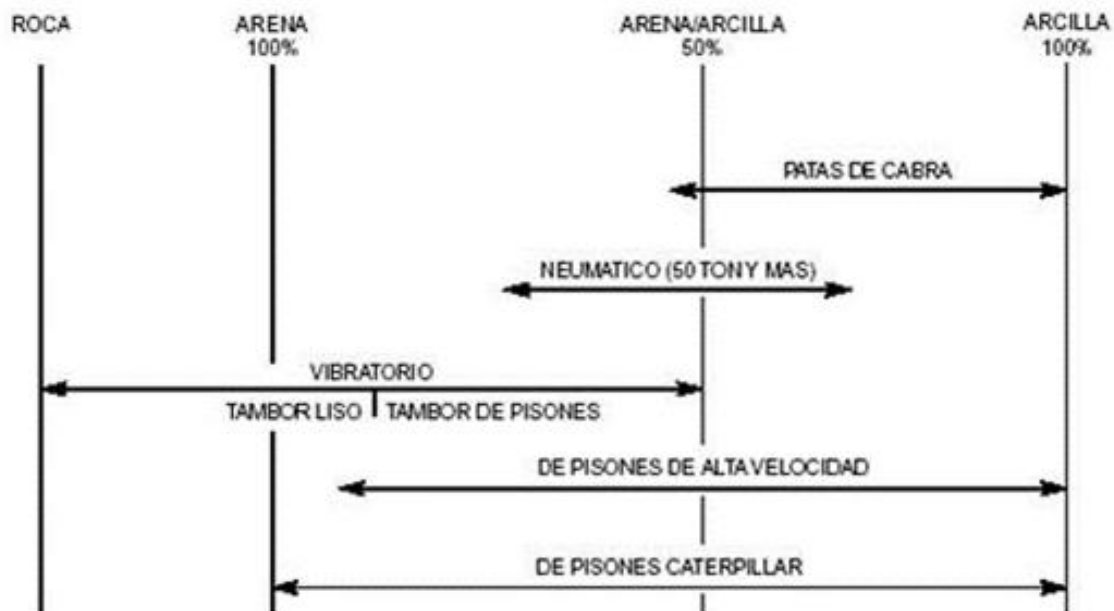 ROCA
ARENA
100%
ARENA/ARCILLA
50%
ARCILLA
100%
PATAS DE CABRA
NEUMATICO (50 TON Y MAS)
VIBRATORIO
TAMBOR LISO
TAMBOR DE PISONES
DE PISONES DE ALTA VELOCIDAD
DE PISONES CATERPILLAR